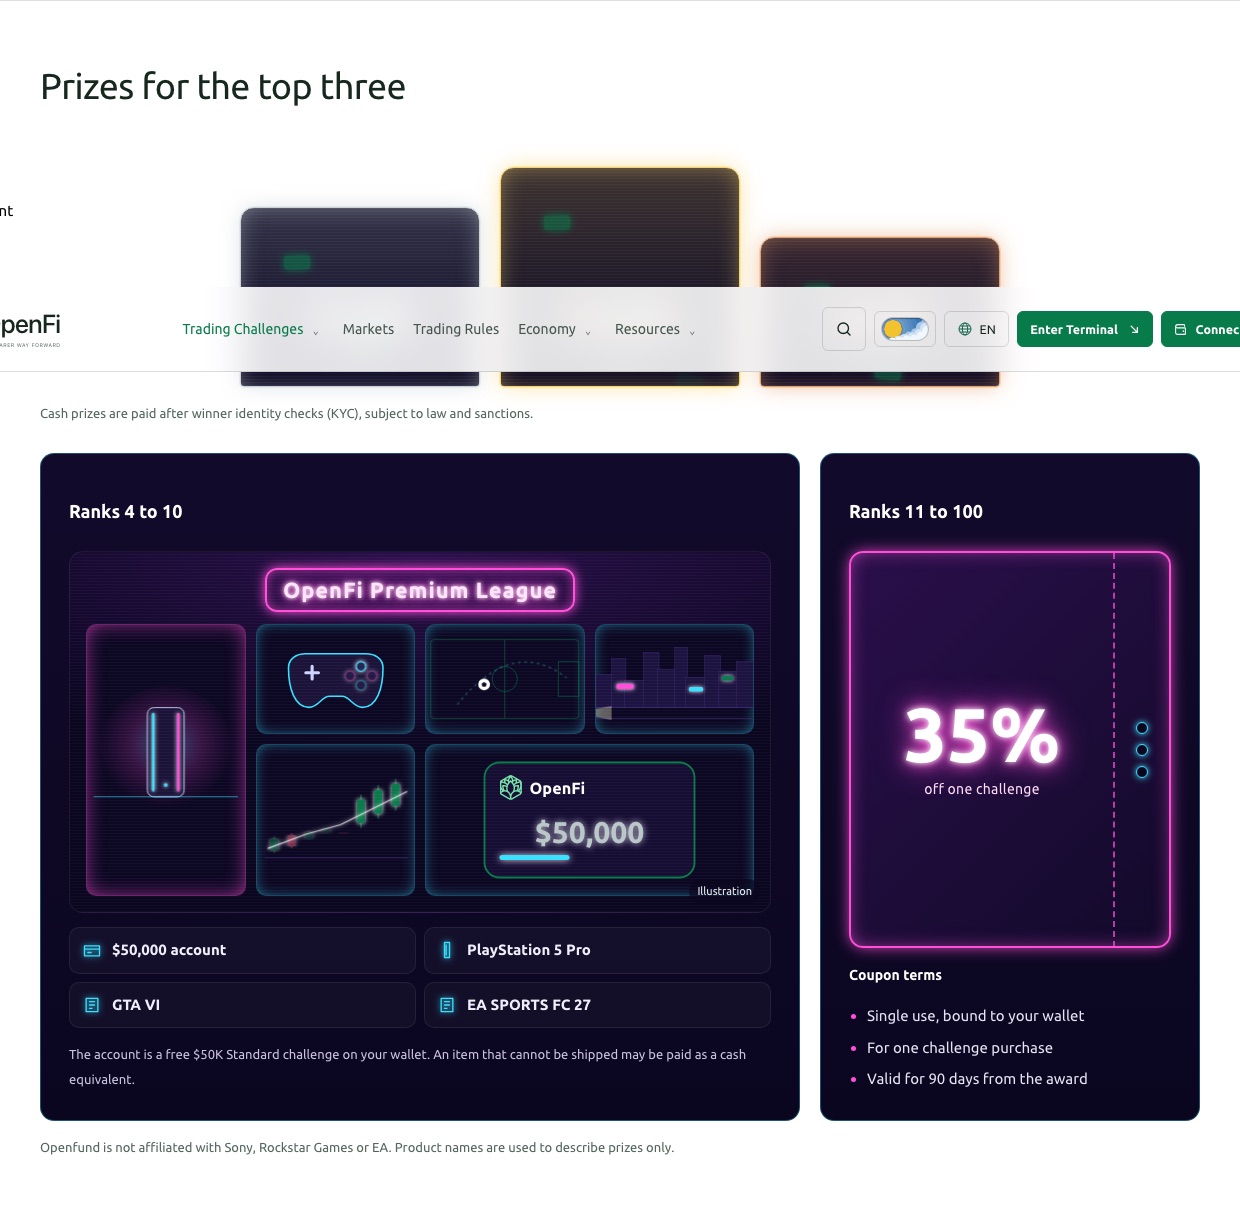 Prizes for the top three
nt
penFi
Trading Challenges
Markets
Trading Rules
Economy
Resources
EN
Enter Terminal
Connec
ARER WAY FORWARD
Cash prizes are paid after winner identity checks (KYC), subject to law and sanctions.
Ranks 4 to 10
OpenFi Premium League
OpenFi
$50,000
Illustration
$50,000 account
PlayStation 5 Pro
GTA VI
EA SPORTS FC 27
The account is a free $50K Standard challenge on your wallet. An item that cannot be shipped may be paid as a cash
equivalent.
Ranks 11 to 100
35%
off one challenge
Coupon terms
Single use, bound to your wallet
For one challenge purchase
Valid for 90 days from the award
Openfund is not affiliated with Sony, Rockstar Games or EA. Product names are used to describe prizes only.